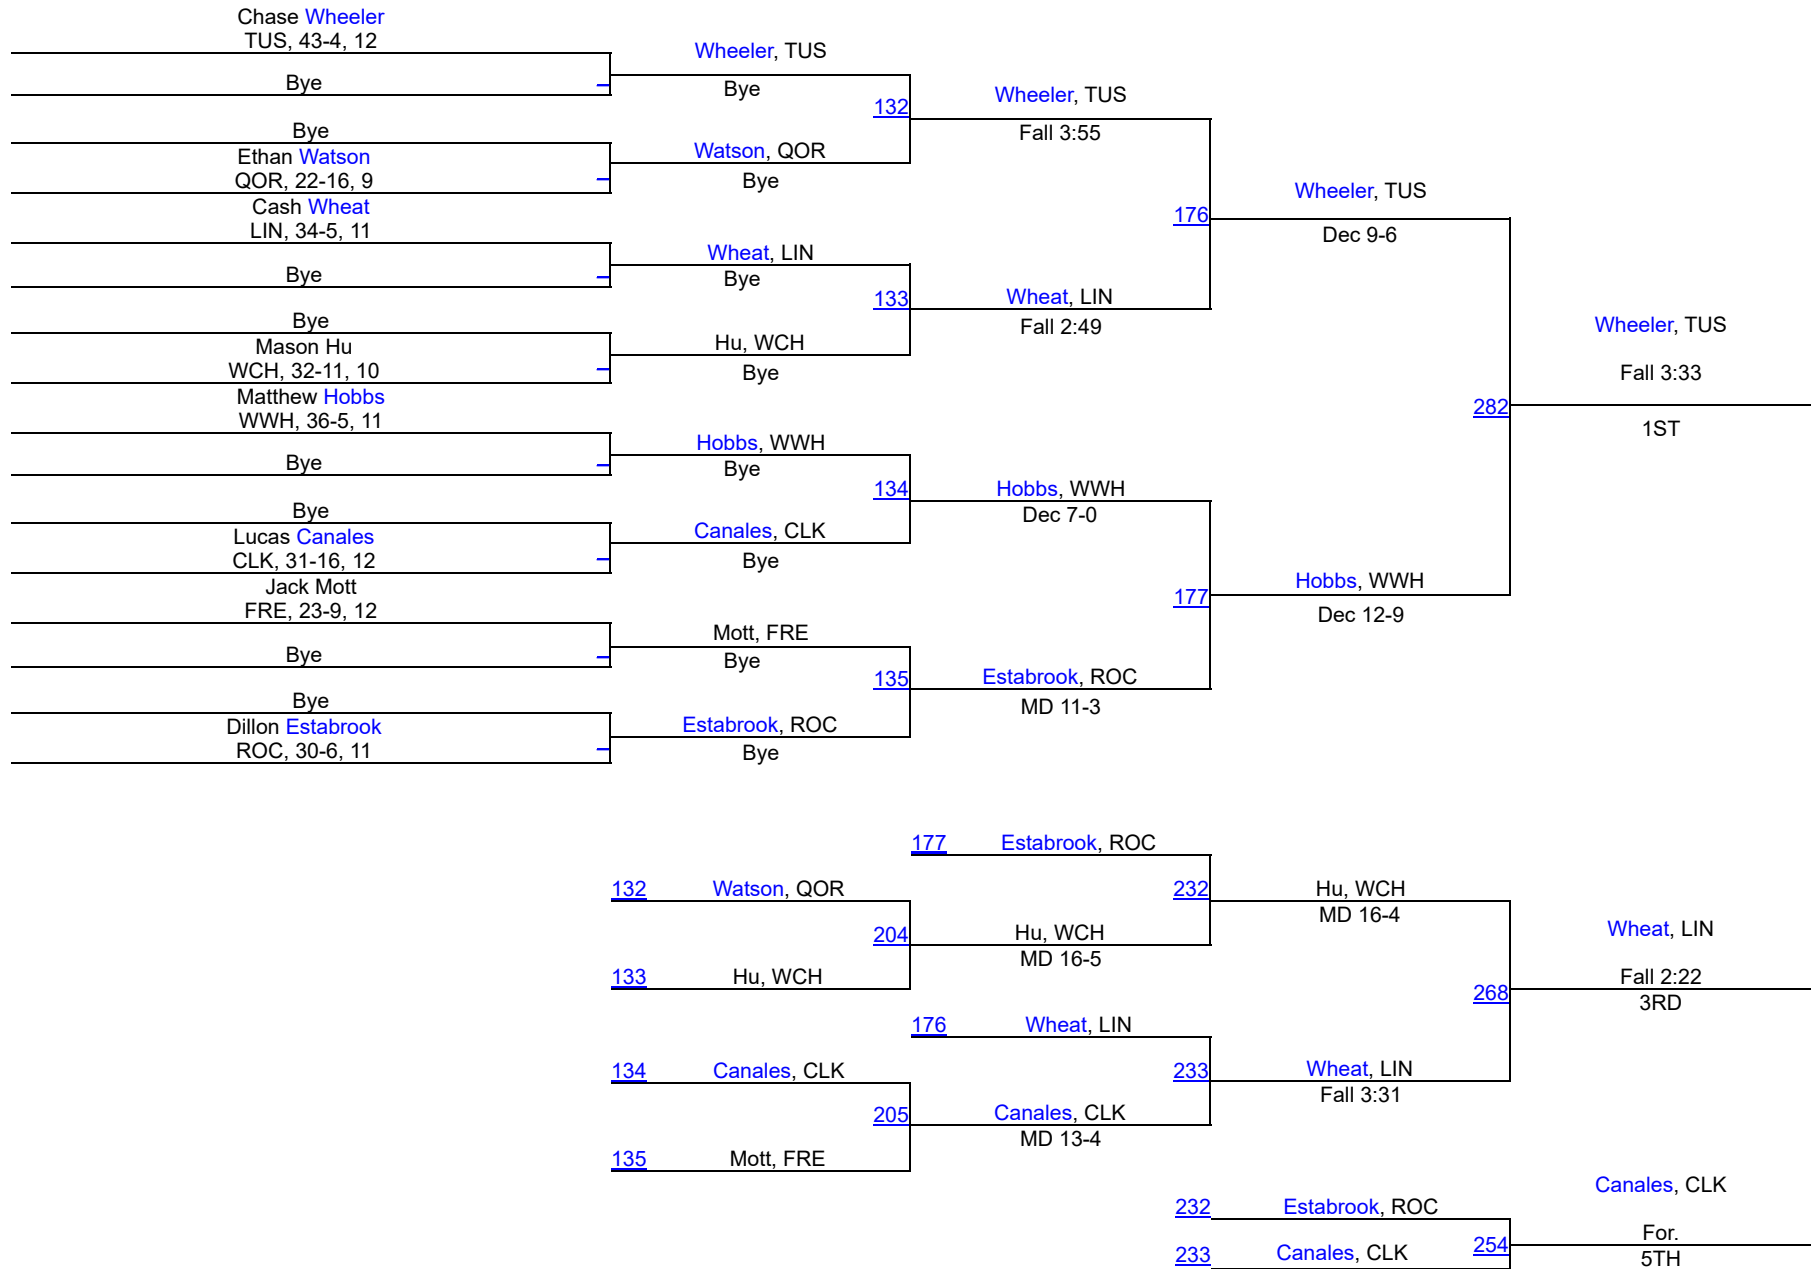 Chase Wheeler
TUS, 43-4, 12
Bye
Bye
Ethan Watson
QOR, 22-16, 9
Cash Wheat
LIN, 34-5, 11
Bye
Bye
Mason Hu
WCH, 32-11, 10
Matthew Hobbs
WWH, 36-5, 11
Bye
Bye
Lucas Canales
CLK, 31-16, 12
Jack Mott
FRE, 23-9, 12
Bye
Bye
Dillon Estabrook
ROC, 30-6, 11
Wheeler, TUS
Bye
132
Watson, QOR
Bye
Wheat, LIN
Bye
133
Hu, WCH
Bye
Hobbs, WWH
Bye
134
Canales, CLK
Bye
Mott, FRE
Bye
135
Estabrook, ROC
Bye
Wheeler, TUS
Fall 3:55
176
Wheat, LIN
Fall 2:49
Hobbs, WWH
Dec 7-0
177
Estabrook, ROC
MD 11-3
Wheeler, TUS
Dec 9-6
282
Hobbs, WWH
Dec 12-9
Wheeler, TUS
Fall 3:33
1ST
132 Watson, QOR
204
133 Hu, WCH
134 Canales, CLK
205
135 Mott, FRE
177 Estabrook, ROC
232
Hu, WCH
MD 16-5
176 Wheat, LIN
233
Canales, CLK
MD 13-4
Hu, WCH
MD 16-4
268
Wheat, LIN
Fall 3:31
Wheat, LIN
Fall 2:22
3RD
232 Estabrook, ROC
254
233 Canales, CLK
Canales, CLK
For.
5TH